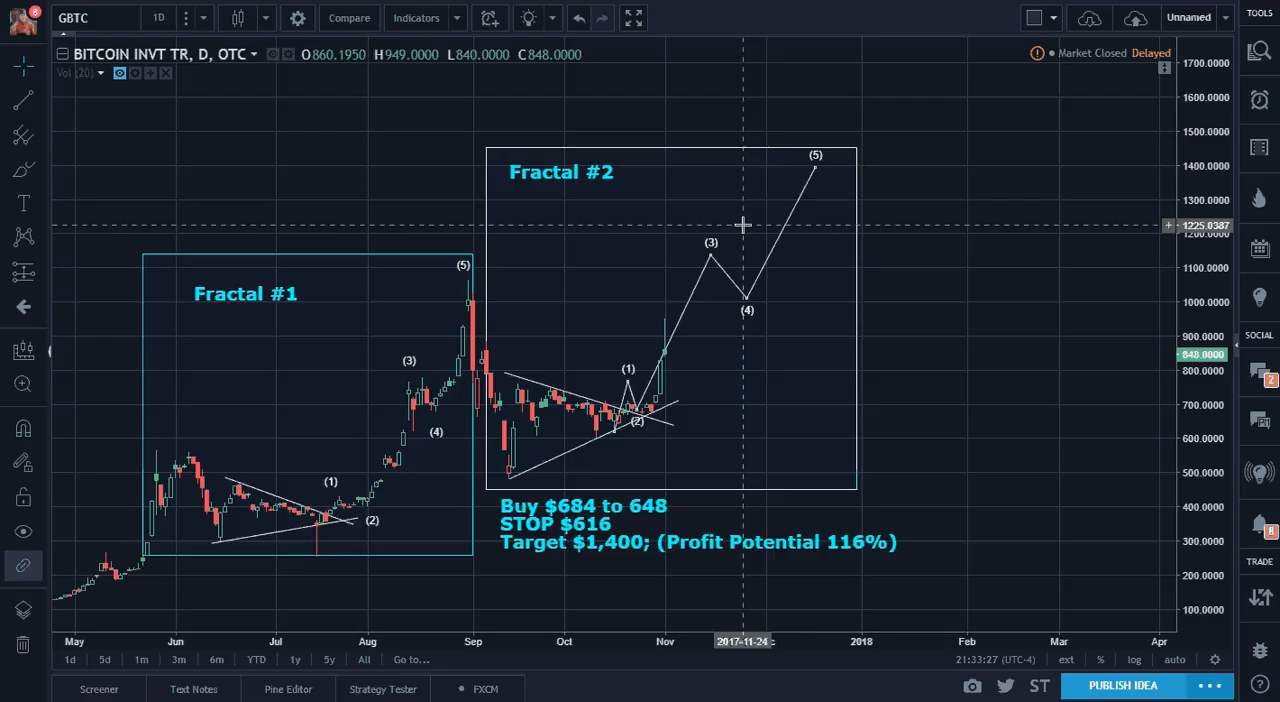 8
GBTC
1D
Compare
Indicators
Unnamed
TOOLS
BITCOIN INVT TR, D, OTC
O860.1950 H949.0000 L840.0000 C848.0000
Market Closed Delayed
Vol (20)
1700.0000
1600.0000
1500.0000
1400.0000
1300.0000
1225.0387
1200.0000
1100.0000
1000.0000
900.0000
848.0000
800.0000
700.0000
600.0000
500.0000
400.0000
300.0000
200.0000
100.0000
Fractal #2
(5)
(3)
(4)
(1)
(2)
Fractal #1
(5)
(3)
(4)
(1)
(2)
Buy $684 to 648
STOP $616
Target $1,400; (Profit Potential 116%)
SOCIAL
2
8
TRADE
May Jun Jul Aug Sep Oct Nov 2017-11-24 2018 Feb Mar Apr
1d 5d 1m 3m 6m YTD 1y 5y All Go to... 21:33:27 (UTC-4) ext % log auto
Screener Text Notes Pine Editor Strategy Tester FXCM ST PUBLISH IDEA